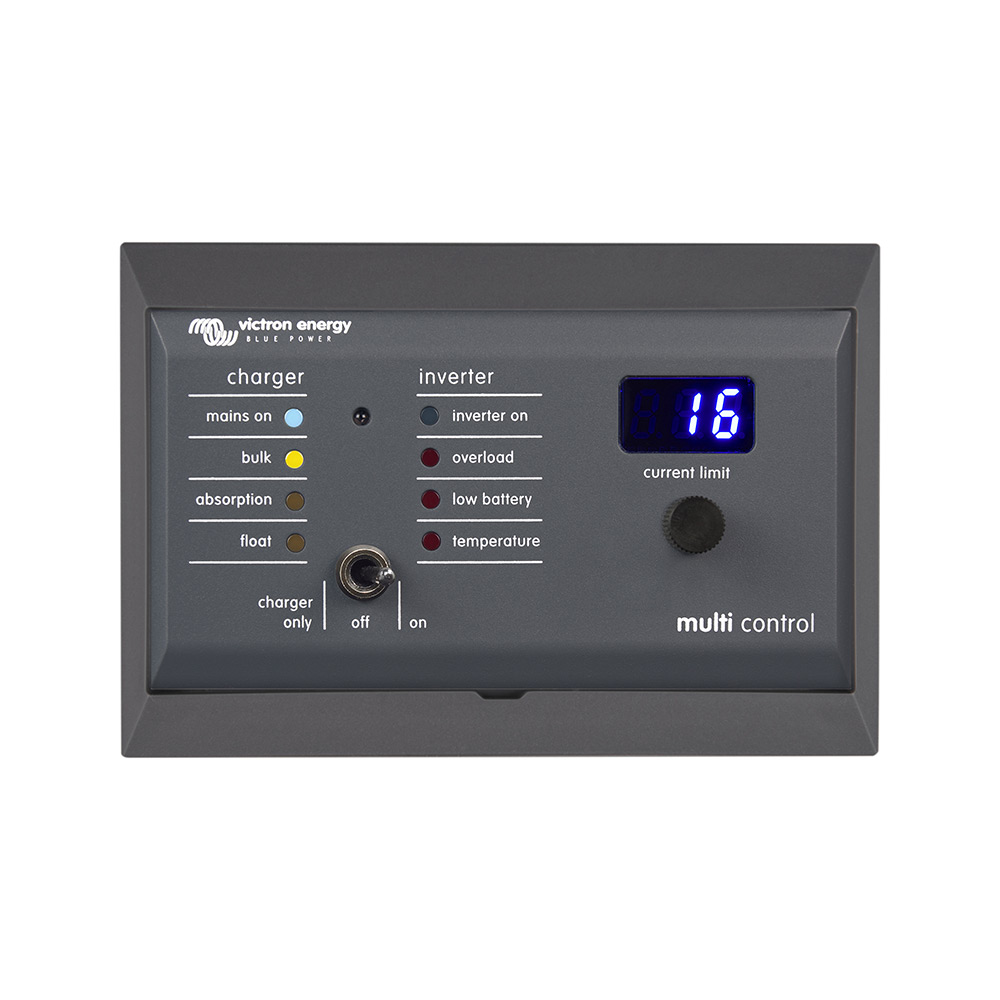 victron energy
BLUE POWER
charger
mains on
bulk
absorption
float
inverter
inverter on
overload
low battery
temperature
16
current limit
charger
only
off
on
multi control